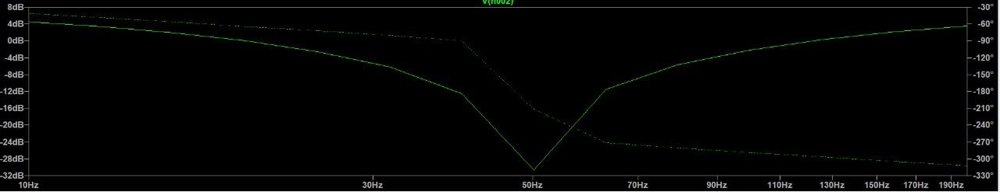 V(n002)
8dB
4dB
0dB
-4dB
-8dB
-12dB
-16dB
-20dB
-24dB
-28dB
-32dB
-30°
-60°
-90°
-120°
-150°
-180°
-210°
-240°
-270°
-300°
-330°
10Hz 30Hz 50Hz 70Hz 90Hz 110Hz 130Hz 150Hz 170Hz 190Hz